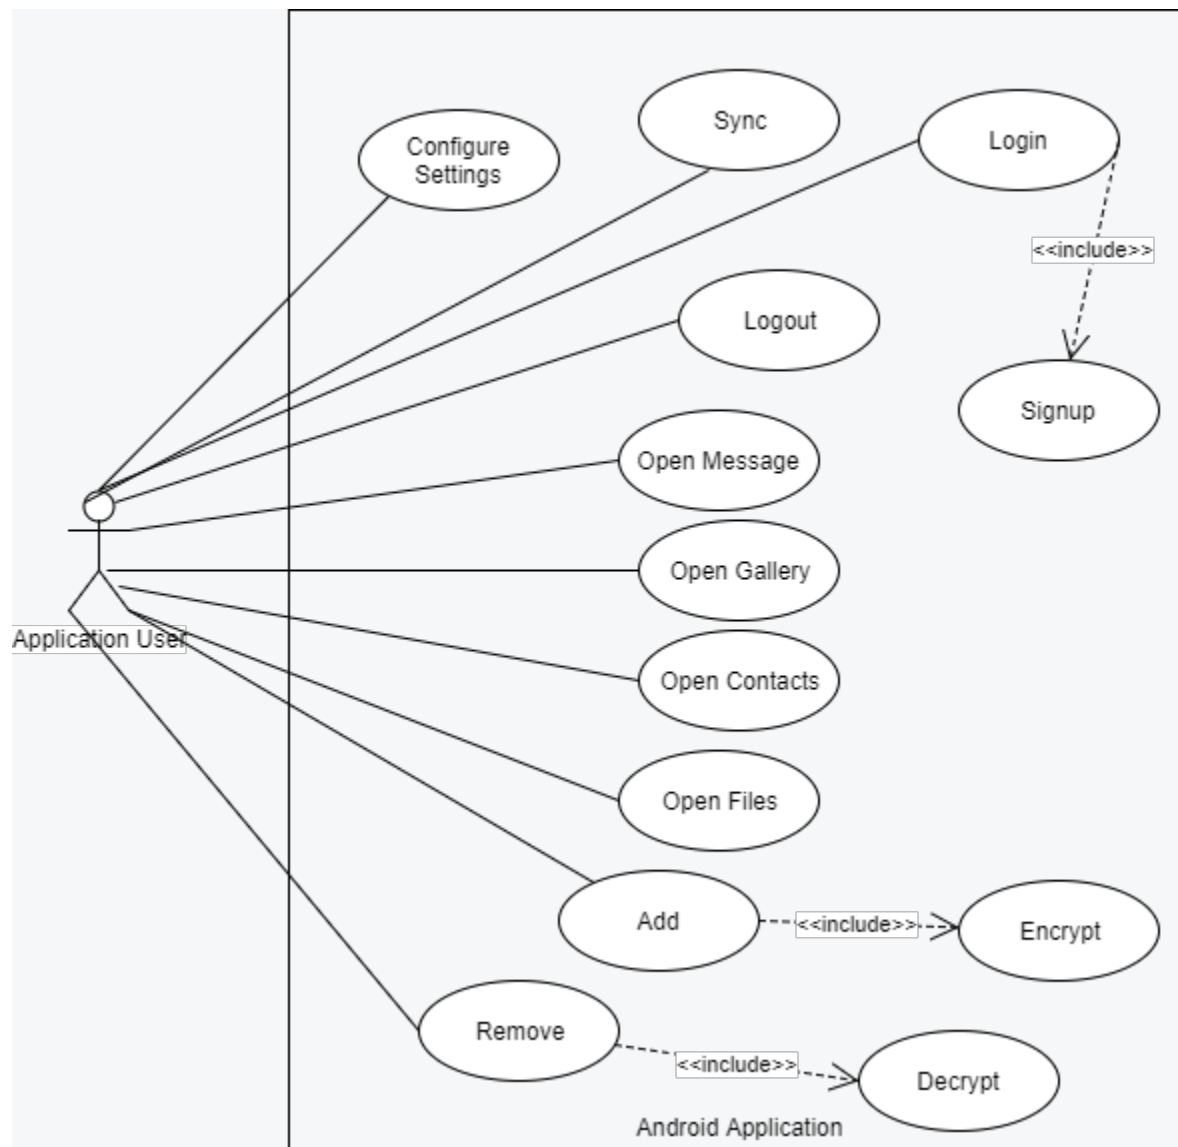 Sync
Login
Configure
Settings
<<include>>
Logout
Signup
Open Message
Open Gallery
Application User
Open Contacts
Open Files
Add
<<include>>
Encrypt
Remove
<<include>>
Decrypt
Android Application